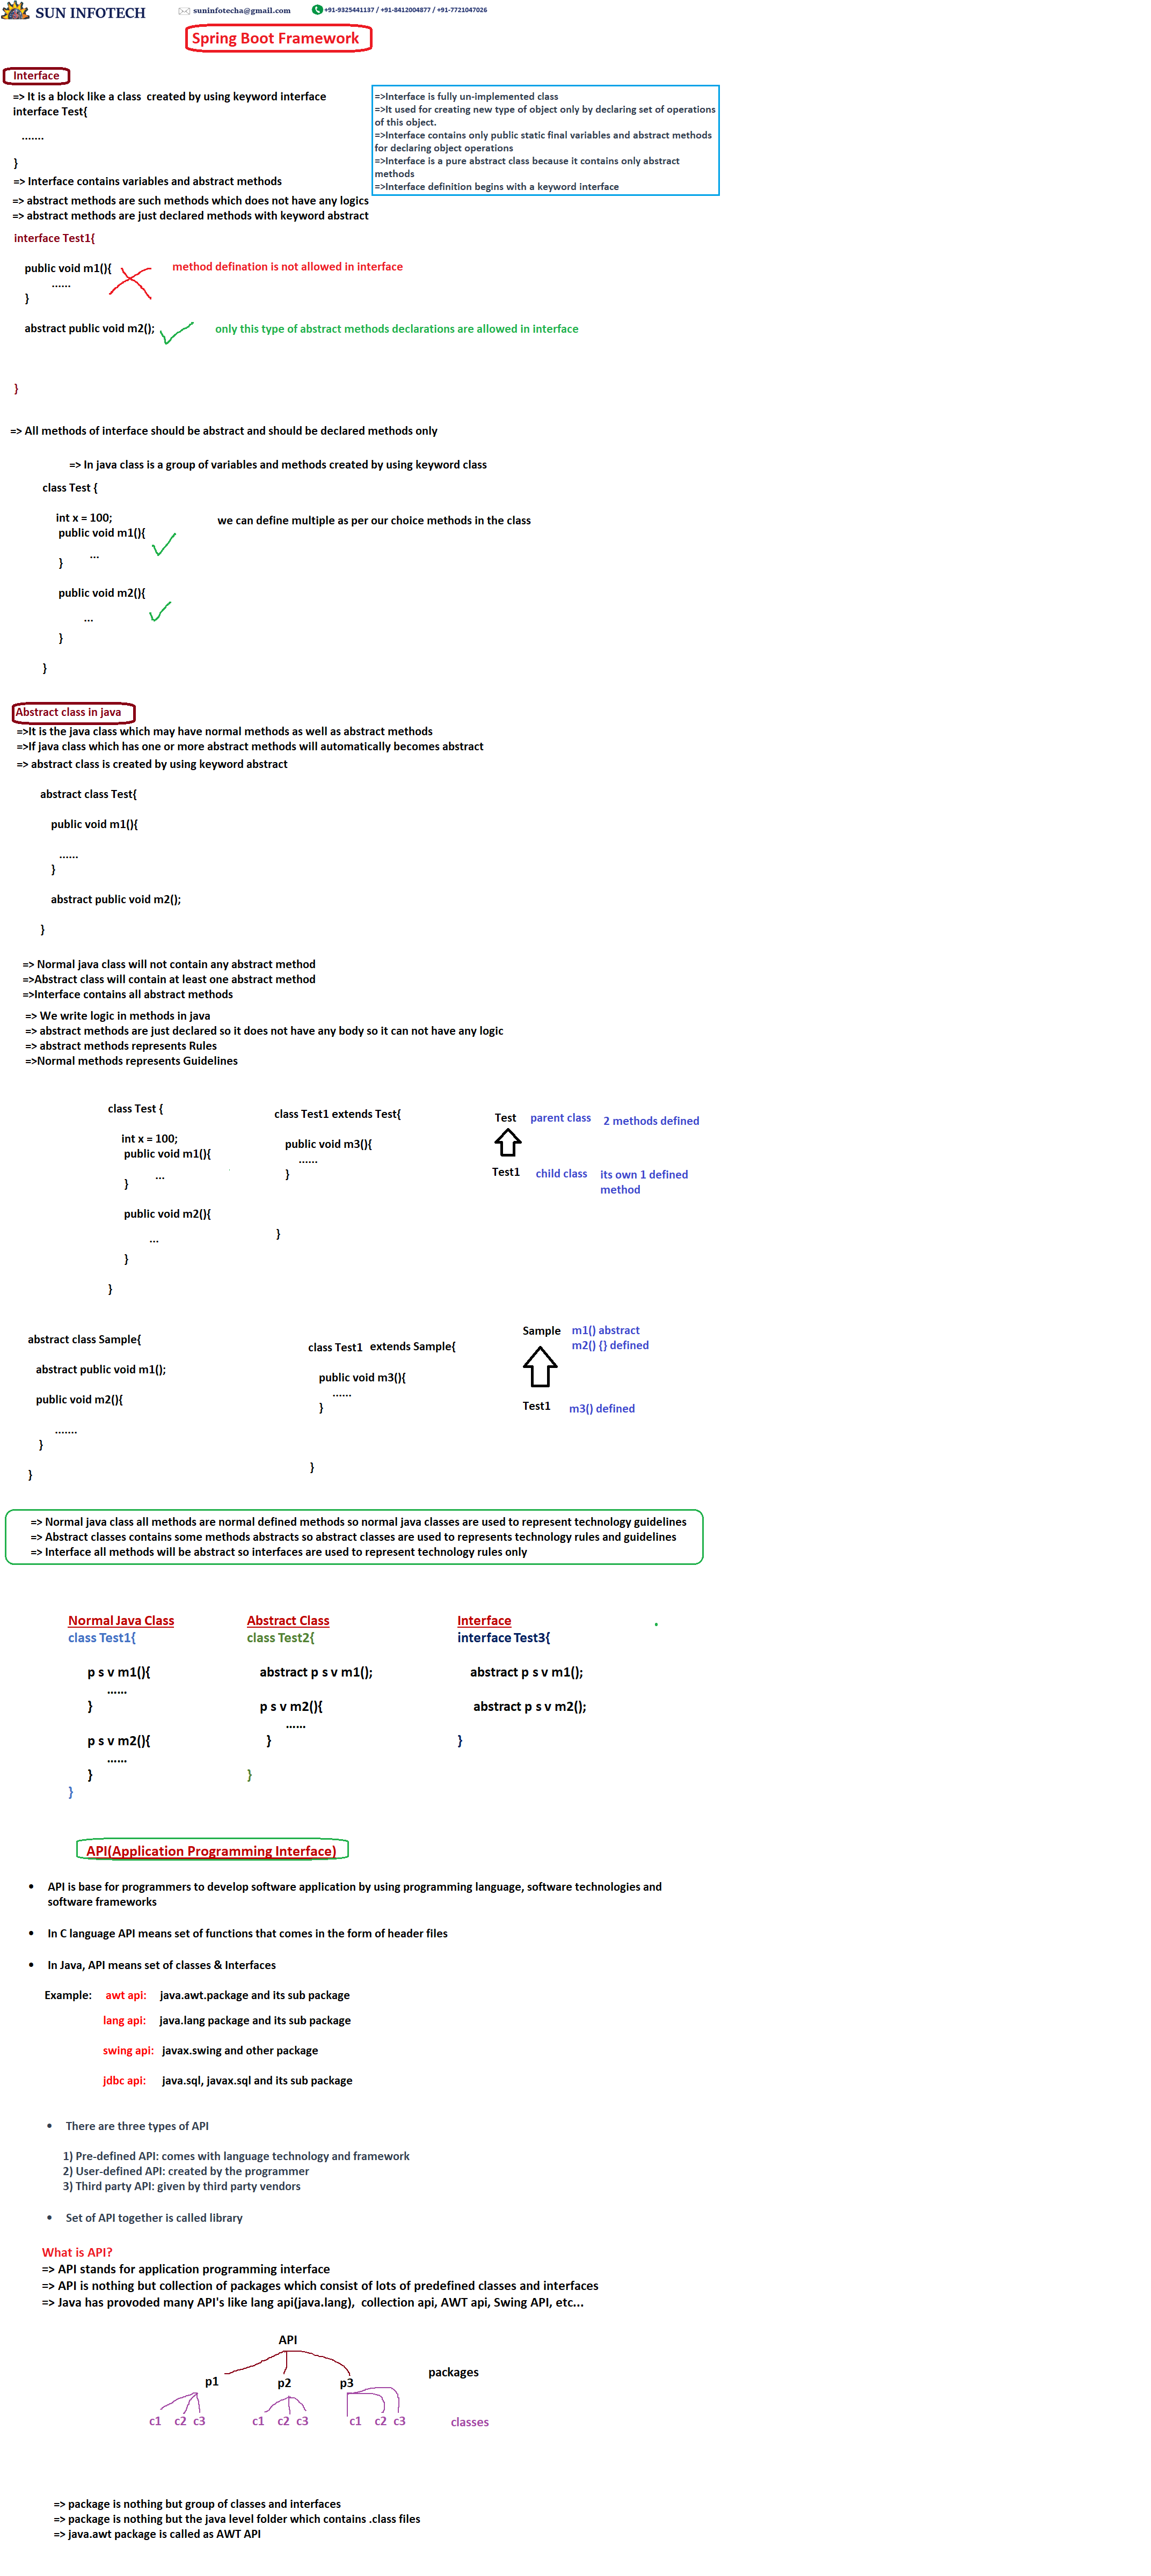 SUN INFOTECH
suninfotecha@gmail.com
+91-9325441137 / +91-8412004877 / +91-7721047026
Spring Boot Framework
Interface
=> It is a block like a class  created by using keyword interface
interface Test{
.......
}
=> Interface contains variables and abstract methods
=> abstract methods are such methods which does not have any logics
=> abstract methods are just declared methods with keyword abstract
=>Interface is fully un-implemented class
=>It used for creating new type of object only by declaring set of operations
of this object.
=>Interface contains only public static final variables and abstract methods
for declaring object operations
=>Interface is a pure abstract class because it contains only abstract
methods
=>Interface definition begins with a keyword interface
interface Test1{
public void m1(){
......
}
method defination is not allowed in interface
abstract public void m2();
only this type of abstract methods declarations are allowed in interface
}
=> All methods of interface should be abstract and should be declared methods only
=> In java class is a group of variables and methods created by using keyword class
class Test {
int x = 100;
public void m1(){
...
}
we can define multiple as per our choice methods in the class
public void m2(){
...
}
}
Abstract class in java
=>It is the java class which may have normal methods as well as abstract methods
=>If java class which has one or more abstract methods will automatically becomes abstract
=> abstract class is created by using keyword abstract
abstract class Test{
public void m1(){
......
}
abstract public void m2();
}
=> Normal java class will not contain any abstract method
=>Abstract class will contain at least one abstract method
=>Interface contains all abstract methods
=> We write logic in methods in java
=> abstract methods are just declared so it does not have any body so it can not have any logic
=> abstract methods represents Rules
=>Normal methods represents Guidelines
class Test {
int x = 100;
public void m1(){
...
}
public void m2(){
...
}
}
class Test1 extends Test{
public void m3(){
......
}
}
Test parent class 2 methods defined
Test1 child class its own 1 defined
method
abstract class Sample{
abstract public void m1();
public void m2(){
.......
}
}
class Test1 extends Sample{
public void m3(){
......
}
}
Sample m1() abstract
m2() {} defined
Test1 m3() defined
=> Normal java class all methods are normal defined methods so normal java classes are used to represent technology guidelines
=> Abstract classes contains some methods abstracts so abstract classes are used to represents technology rules and guidelines
=> Interface all methods will be abstract so interfaces are used to represent technology rules only
Normal Java Class
class Test1{
p s v m1(){
......
}
p s v m2(){
......
}
}
Abstract Class
class Test2{
abstract p s v m1();
p s v m2(){
......
}
}
Interface
interface Test3{
abstract p s v m1();
abstract p s v m2();
}
API(Application Programming Interface)
• API is base for programmers to develop software application by using programming language, software technologies and
software frameworks
• In C language API means set of functions that comes in the form of header files
• In Java, API means set of classes & Interfaces
Example: awt api: java.awt.package and its sub package
lang api: java.lang package and its sub package
swing api: javax.swing and other package
jdbc api: java.sql, javax.sql and its sub package
• There are three types of API
1) Pre-defined API: comes with language technology and framework
2) User-defined API: created by the programmer
3) Third party API: given by third party vendors
• Set of API together is called library
What is API?
=> API stands for application programming interface
=> API is nothing but collection of packages which consist of lots of predefined classes and interfaces
=> Java has provoded many API's like lang api(java.lang),  collection api, AWT api, Swing API, etc...
API
p1 p2 p3 packages
c1 c2 c3 c1 c2 c3 c1 c2 c3 classes
=> package is nothing but group of classes and interfaces
=> package is nothing but the java level folder which contains .class files
=> java.awt package is called as AWT API